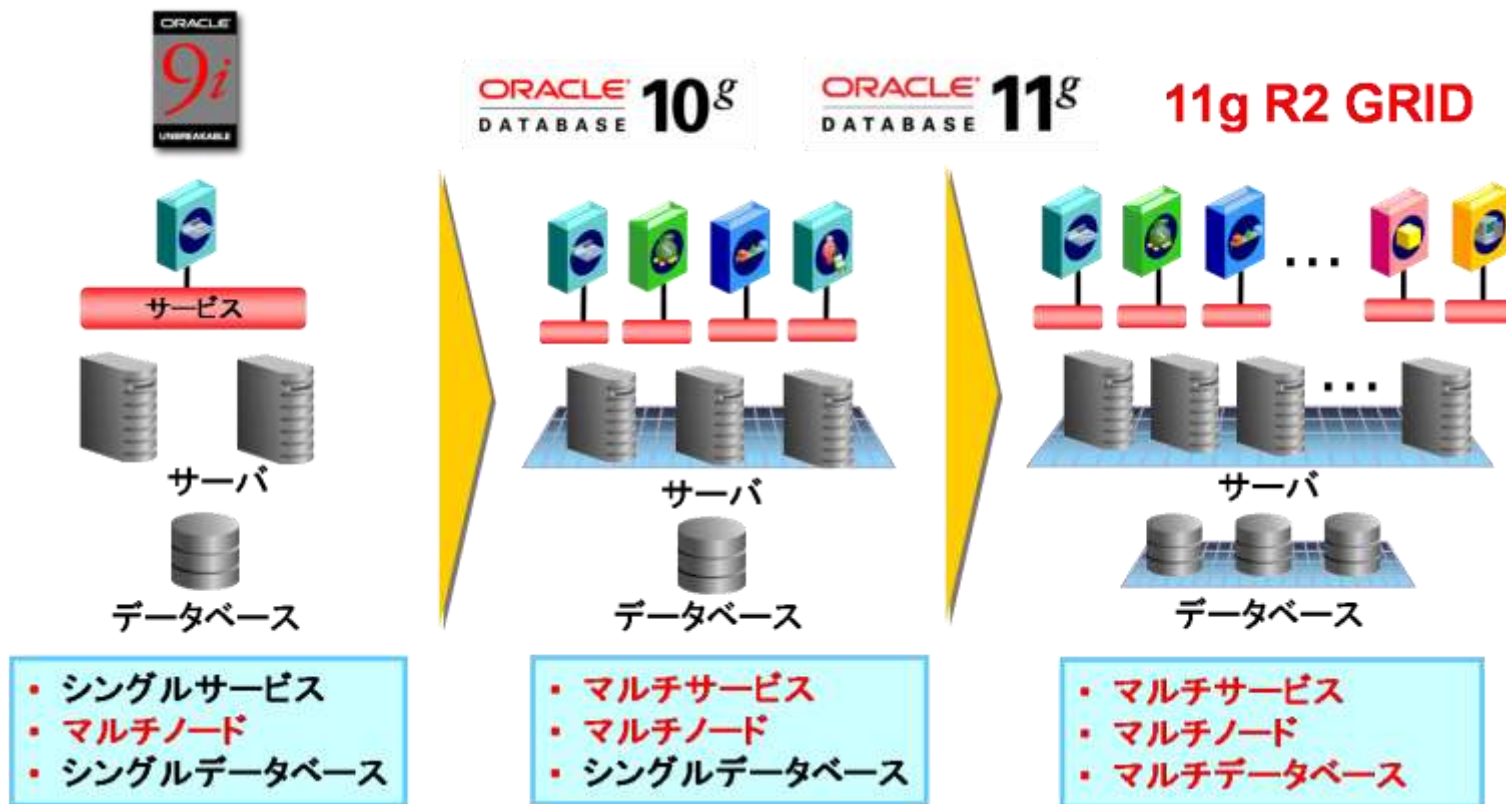 ORACLE
9i
UNBREAKABLE
ORACLE
DATABASE 10g
ORACLE
DATABASE 11g
11g R2 GRID
サービス
サーバ
データベース
・ シングルサービス
・ マルチノード
・ シングルデータベース
サーバ
データベース
・ マルチサービス
・ マルチノード
・ シングルデータベース
...
...
サーバ
データベース
・ マルチサービス
・ マルチノード
・ マルチデータベース